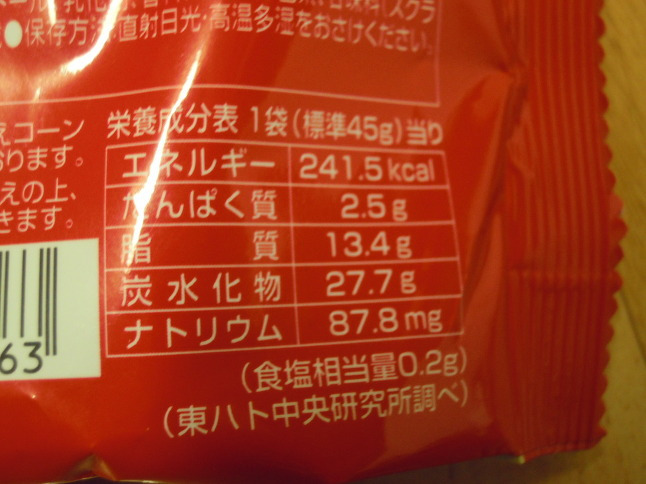 ●保存方法:直射日光・高温多湿をおさけください。
えコーン
おります。
えの上、
きます。
栄養成分表 1袋(標準45g)当り
エネルギー 241.5kcal
たんぱく質 2.5g
脂質 13.4g
炭水化物 27.7g
ナトリウム 87.8mg
(食塩相当量0.2g)
(東ハト中央研究所調べ)
63